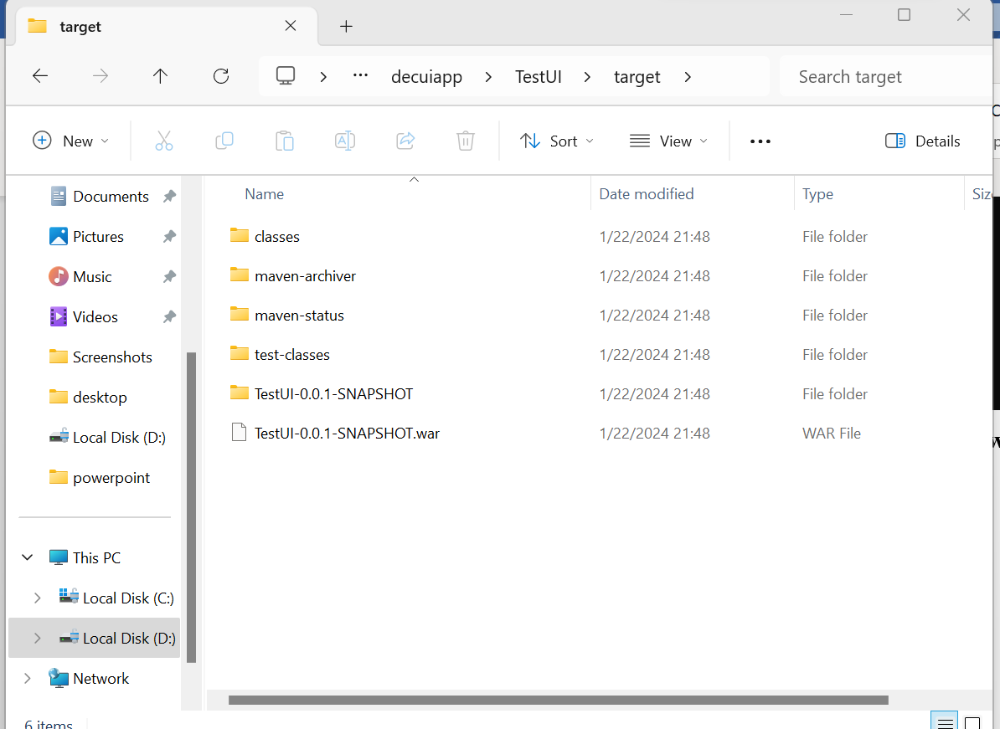 target
decuiapp TestUI target
Search target
New
Sort
View
Details
Documents
Pictures
Music
Videos
Screenshots
desktop
Local Disk (D:)
powerpoint
This PC
Local Disk (C:)
Local Disk (D:)
Network
Name Date modified Type
classes 1/22/2024 21:48 File folder
maven-archiver 1/22/2024 21:48 File folder
maven-status 1/22/2024 21:48 File folder
test-classes 1/22/2024 21:48 File folder
TestUI-0.0.1-SNAPSHOT 1/22/2024 21:48 File folder
TestUI-0.0.1-SNAPSHOT.war 1/22/2024 21:48 WAR File
6 items